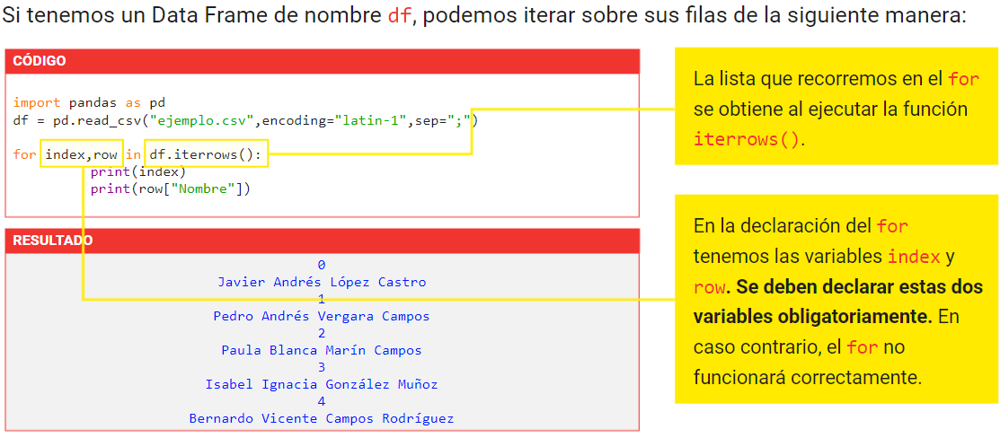 Si tenemos un Data Frame de nombre df, podemos iterar sobre sus filas de la siguiente manera:
CÓDIGO
import pandas as pd
df = pd.read_csv("ejemplo.csv",encoding="latin-1",sep=";")
for index,row in df.iterrows():
print(index)
print(row["Nombre"])
La lista que recorremos en el for
se obtiene al ejecutar la función
iterrows().
En la declaración del for
tenemos las variables index y
row. Se deben declarar estas dos
variables obligatoriamente. En
caso contrario, el for no
funcionará correctamente.
RESULTADO
0
Javier Andrés López Castro
1
Pedro Andrés Vergara Campos
2
Paula Blanca Marín Campos
3
Isabel Ignacia González Muñoz
4
Bernardo Vicente Campos Rodríguez